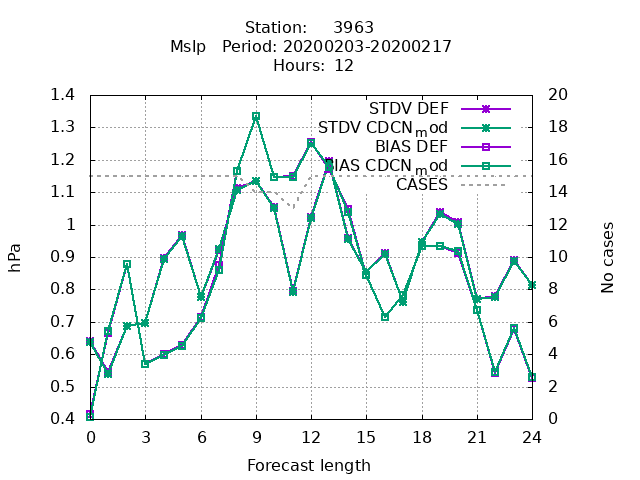 Station: 3963
Mslp Period: 20200203-20200217
Hours: 12
STDV DEF
STDV CDCN_mod
BIAS DEF
BIAS CDCN_mod
CASES
hPa
1.4
1.3
1.2
1.1
1
0.9
0.8
0.7
0.6
0.5
0.4
No cases
20
18
16
14
12
10
8
6
4
2
0
0 3 6 9 12 15 18 21 24
Forecast length